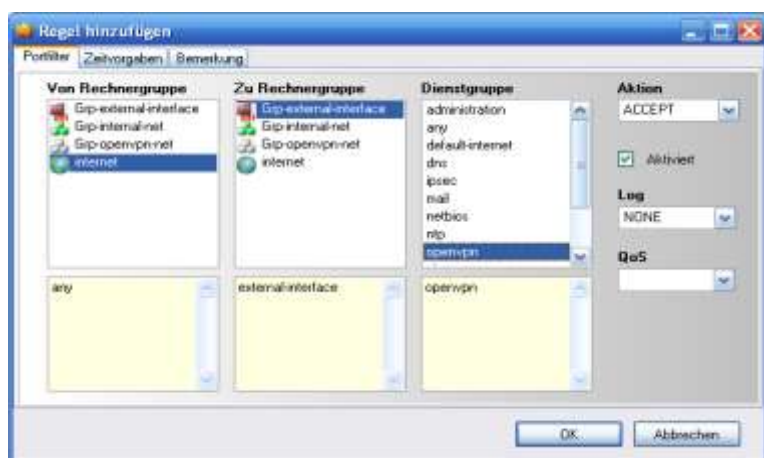 Regel hinzufügen
Portfilter Zeitvorgaben Bemerkung
Von Rechnergruppe
Grp-external-interface
Grp-internal-net
Grp-openvpn-net
internet
any
Zu Rechnergruppe
Grp-external-interface
Grp-internal-net
Grp-openvpn-net
internet
external-interface
Dienstgruppe
administration
any
default-internet
dns
ipsec
mail
netbios
ntp
openvpn
openvpn
Aktion
ACCEPT
Aktiviert
Log
NONE
QoS
OK Abbrechen